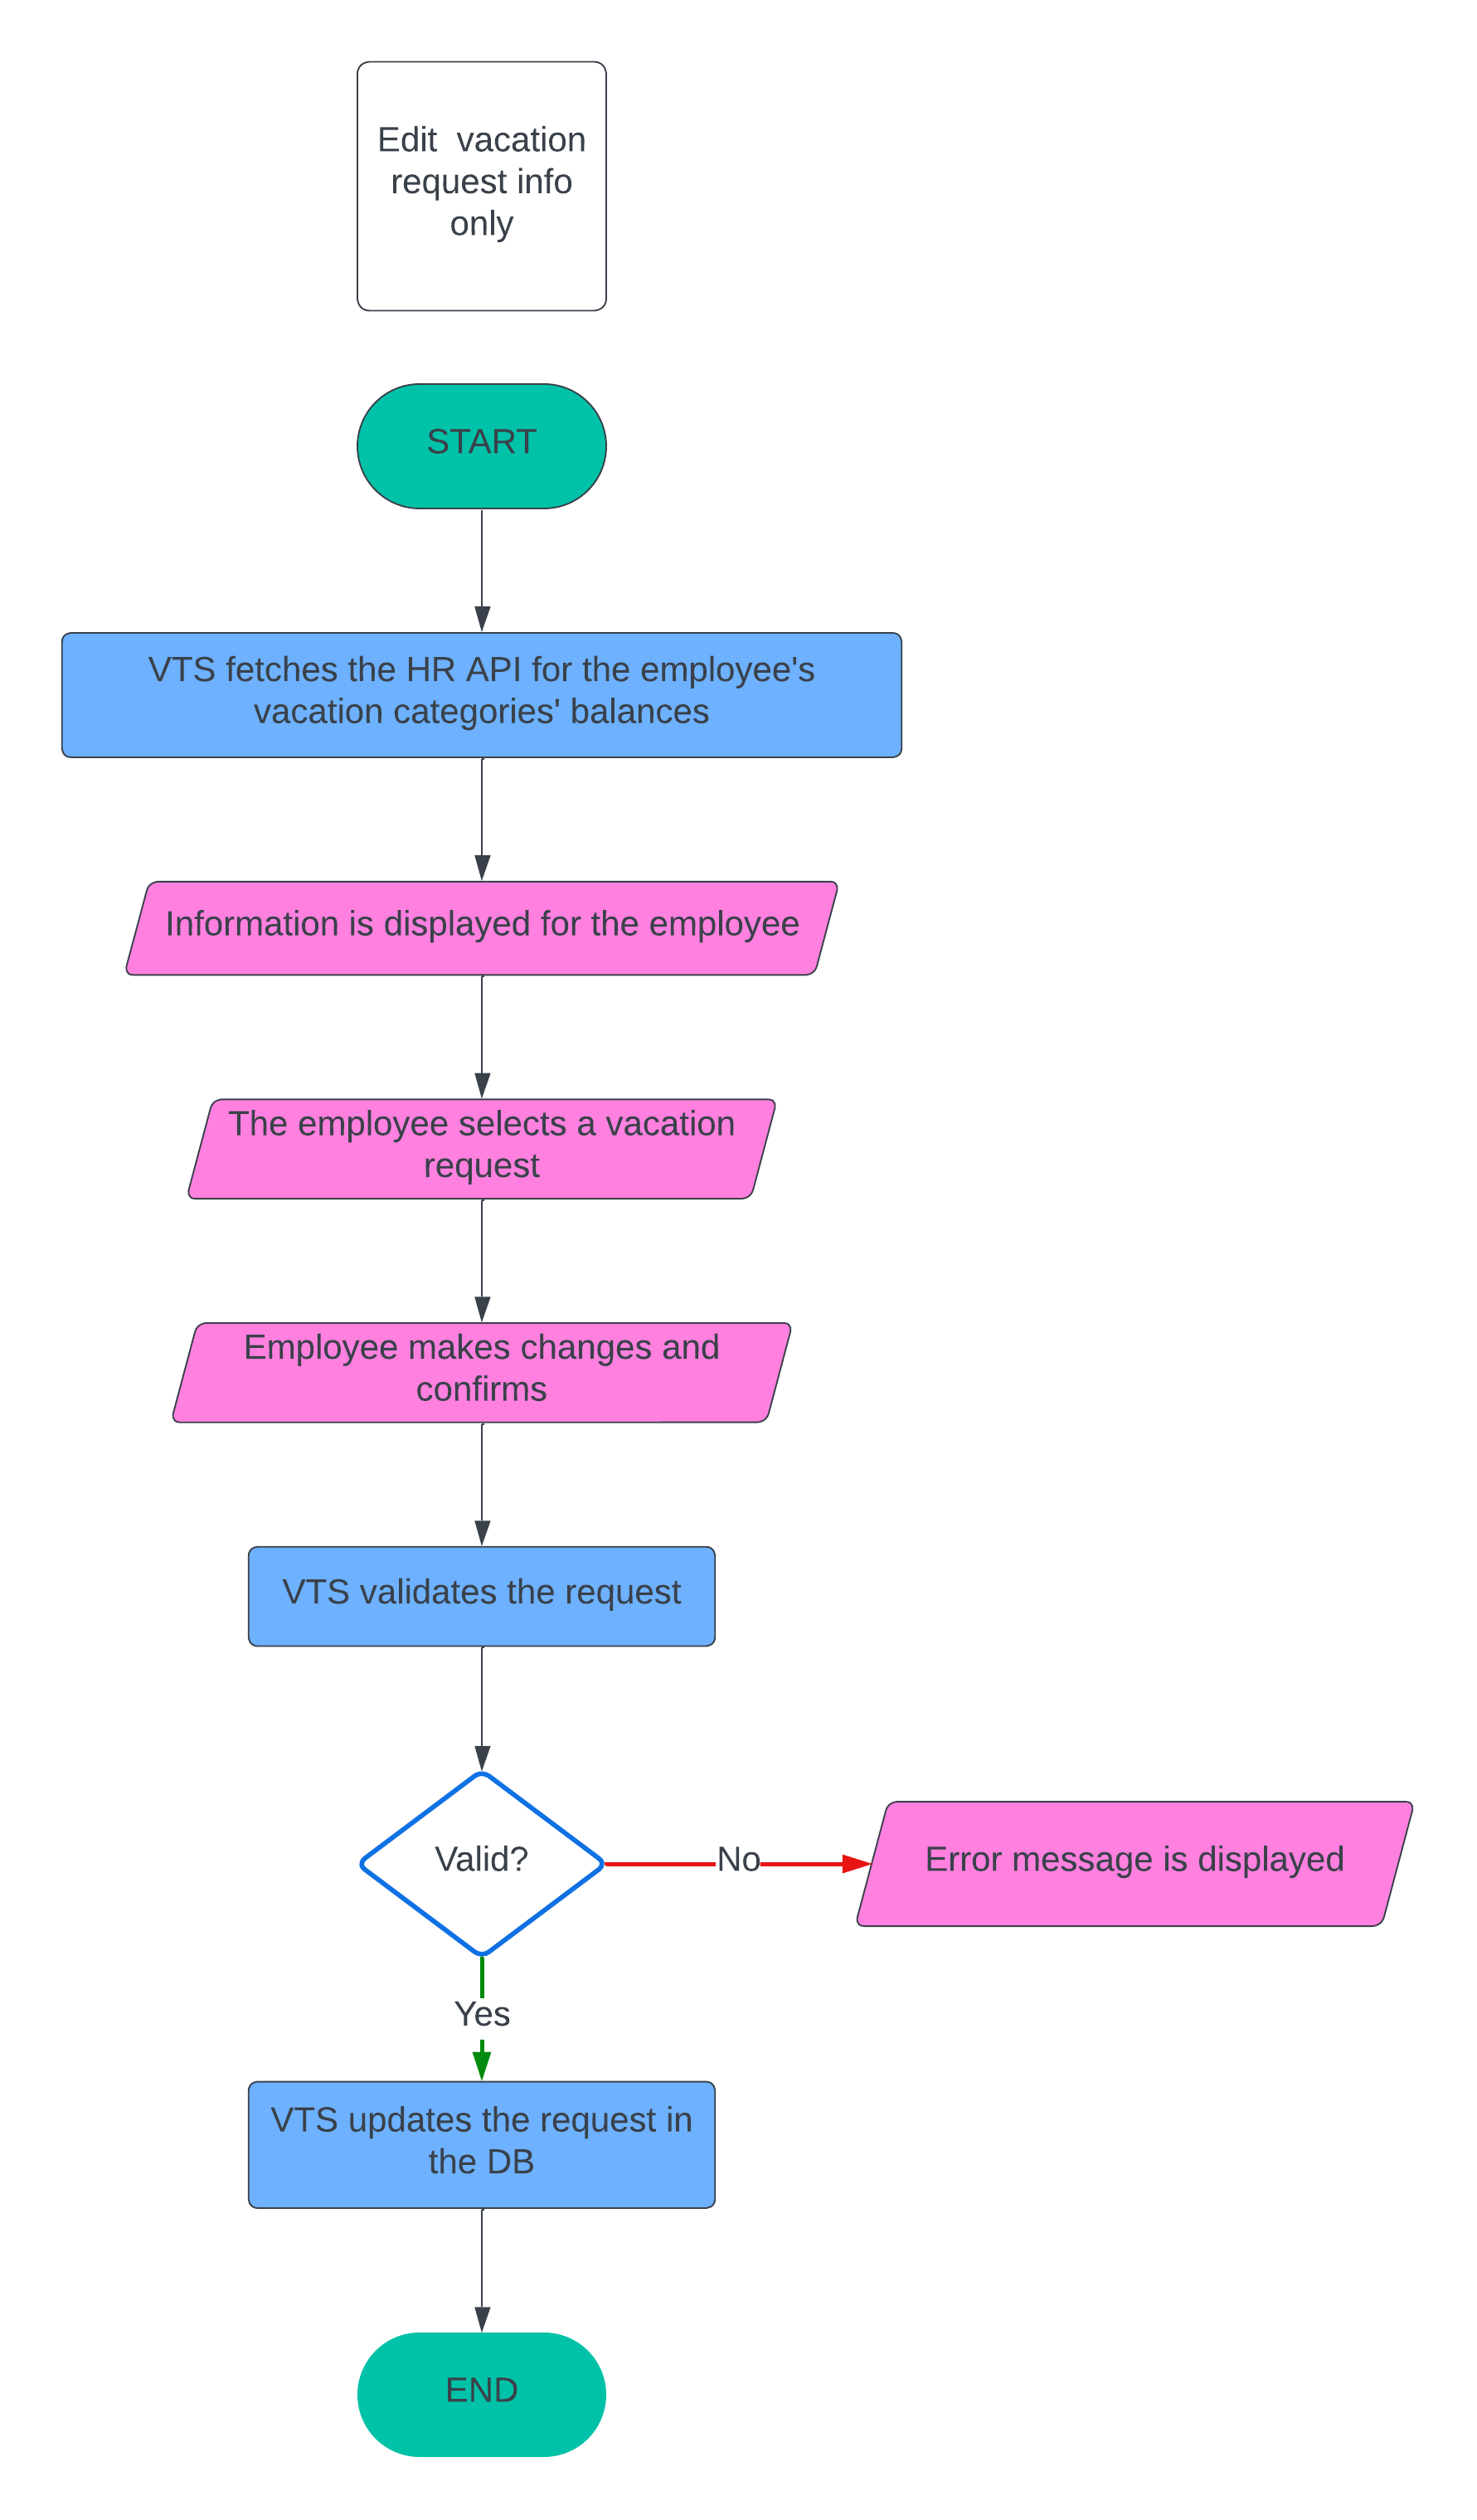 Edit  vacation
request info
only
START
VTS fetches the HR API for the employee's
vacation categories' balances
Information is displayed for the employee
The employee selects a vacation
request
Employee makes changes and
confirms
VTS validates the request
Valid?
No
Error message is displayed
Yes
VTS updates the request in
the DB
END